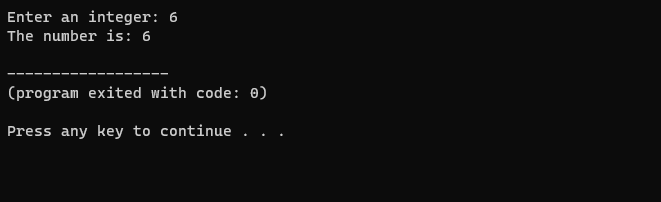 Enter an integer: 6
The number is: 6
------------------
(program exited with code: 0)
Press any key to continue . . .